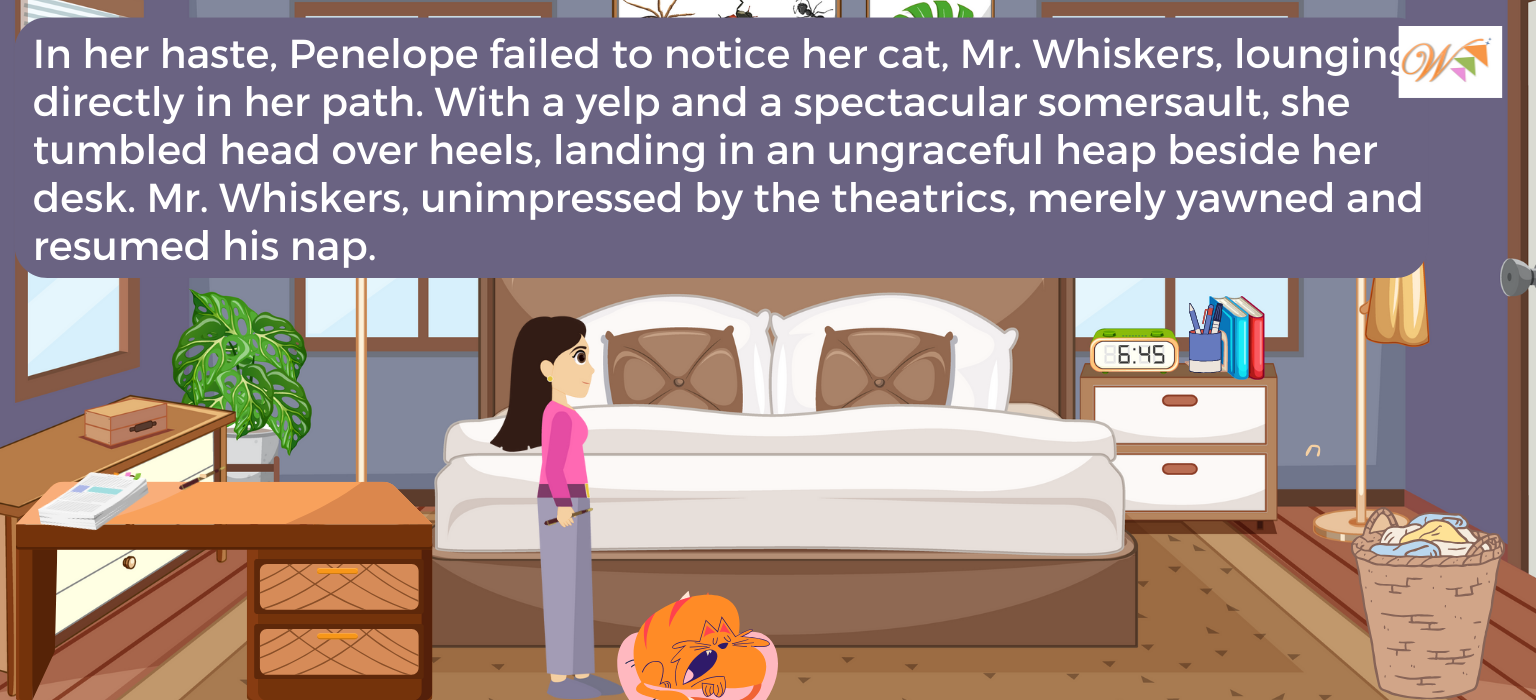 In her haste, Penelope failed to notice her cat, Mr. Whiskers, lounging
directly in her path. With a yelp and a spectacular somersault, she
tumbled head over heels, landing in an ungraceful heap beside her
desk. Mr. Whiskers, unimpressed by the theatrics, merely yawned and
resumed his nap.
W
6:45